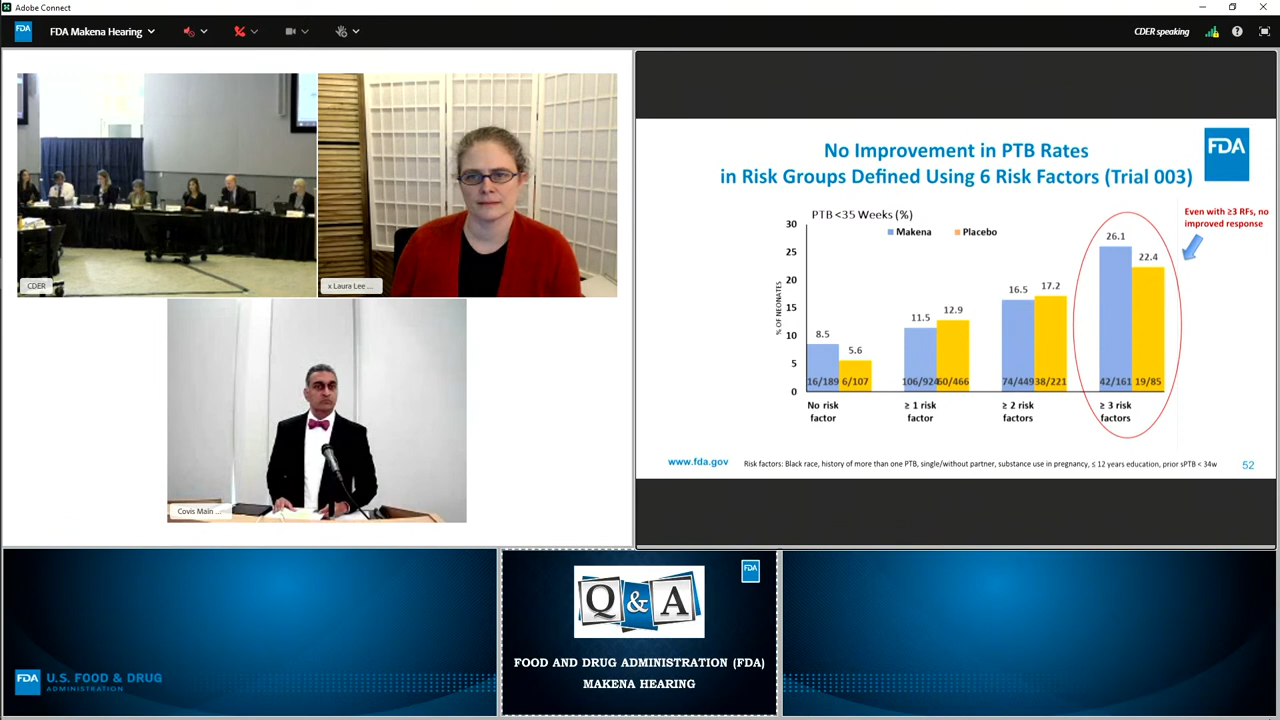 Adobe Connect
FDA
FDA Makena Hearing
CDER speaking
CDER
x Laura Lee ...
Covis Main ...
No Improvement in PTB Rates
in Risk Groups Defined Using 6 Risk Factors (Trial 003)
FDA
Even with ≥3 RFs, no
improved response
PTB <35 Weeks (%)
Makena
Placebo
% OF NEONATES
30
25
20
15
10
5
0
8.5
5.6
11.5
12.9
16.5
17.2
26.1
22.4
16/189 6/107
106/924 60/466
74/449 38/221
42/161 19/85
No risk
factor
≥ 1 risk
factor
≥ 2 risk
factors
≥ 3 risk
factors
www.fda.gov
Risk factors: Black race, history of more than one PTB, single/without partner, substance use in pregnancy, ≤ 12 years education, prior sPTB < 34w
52
FDA U.S. FOOD & DRUG
ADMINISTRATION
Q & A
FDA
FOOD AND DRUG ADMINISTRATION (FDA)
MAKENA HEARING